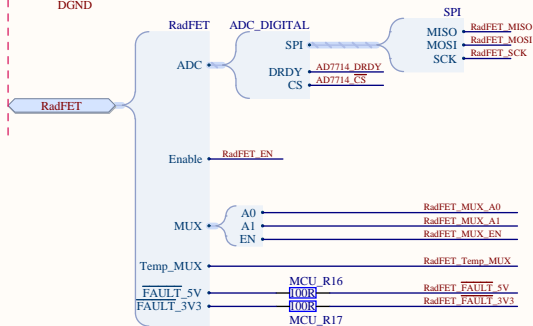 DGND
RadFET ADC_DIGITAL SPI
MISO RadFET_MISO
SPI MOSI RadFET_MOSI
SCK RadFET_SCK
ADC
DRDY AD7714_DRDY
CS AD7714_CS
RadFET
Enable RadFET_EN
A0 RadFET_MUX_A0
MUX A1 RadFET_MUX_A1
EN RadFET_MUX_EN
Temp_MUX RadFET_Temp_MUX
MCU_R16
FAULT_5V 100R RadFET_FAULT_5V
FAULT_3V3 100R RadFET_FAULT_3V3
MCU_R17